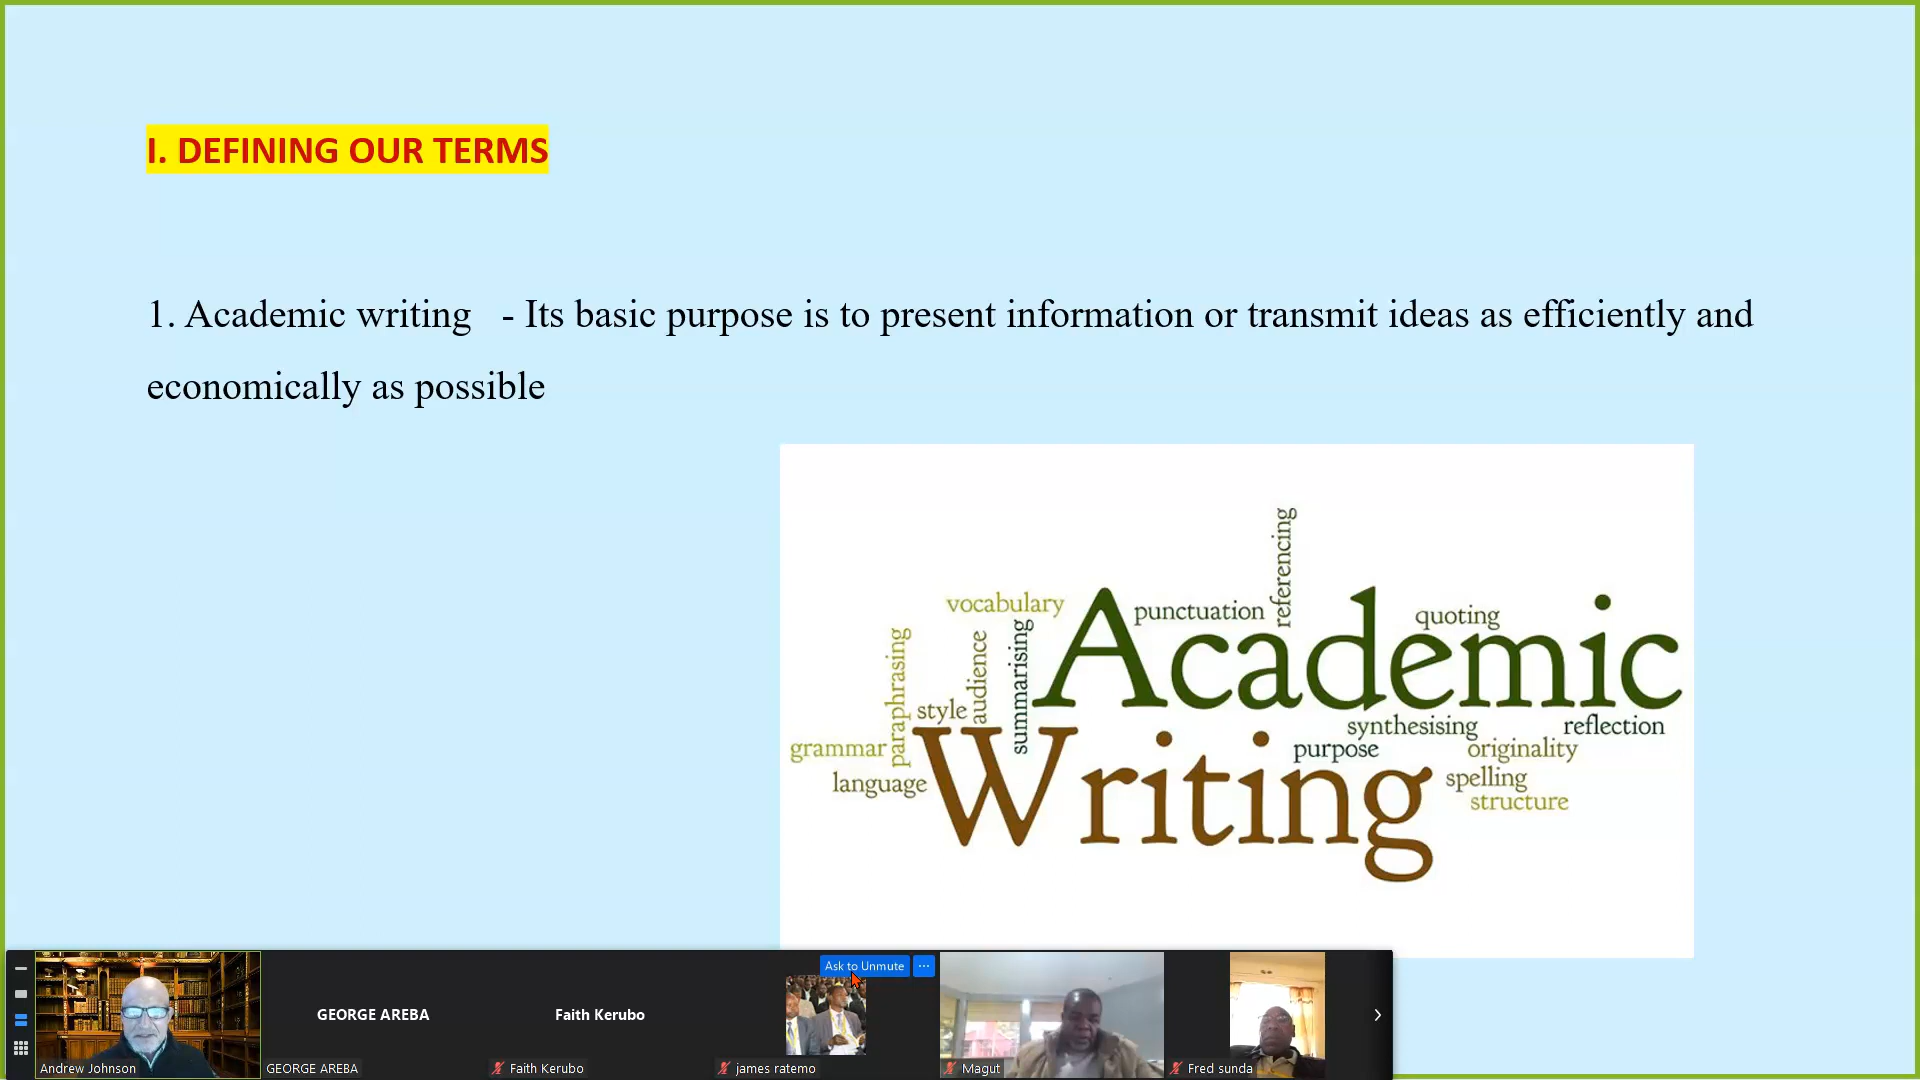 I. DEFINING OUR TERMS
1. Academic writing - Its basic purpose is to present information or transmit ideas as efficiently and
economically as possible
referencing
vocabulary
punctuation
quoting
paraphrasing
audience
summarising
Academic
style
synthesising
reflection
grammar
purpose
originality
language
Writing
spelling
structure
Ask to Unmute
...
GEORGE AREBA
Faith Kerubo
Andrew Johnson
GEORGE AREBA
Faith Kerubo
james ratemo
Magut
Fred sunda